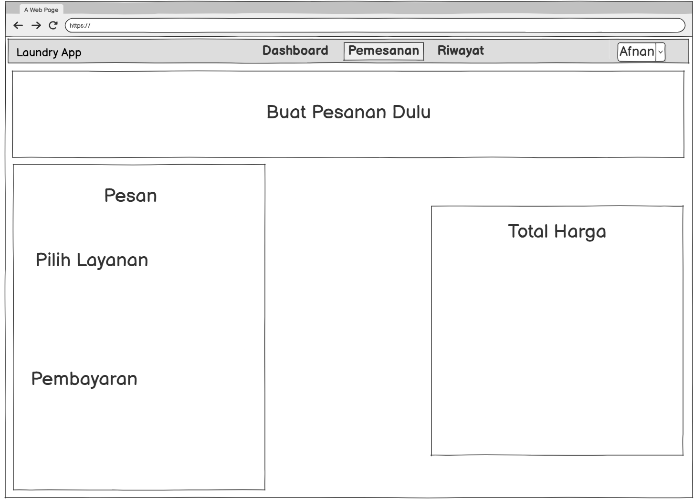 A Web Page
https://
Laundry App
Dashboard
Pemesanan
Riwayat
Afnan
Buat Pesanan Dulu
Pesan
Pilih Layanan
Pembayaran
Total Harga